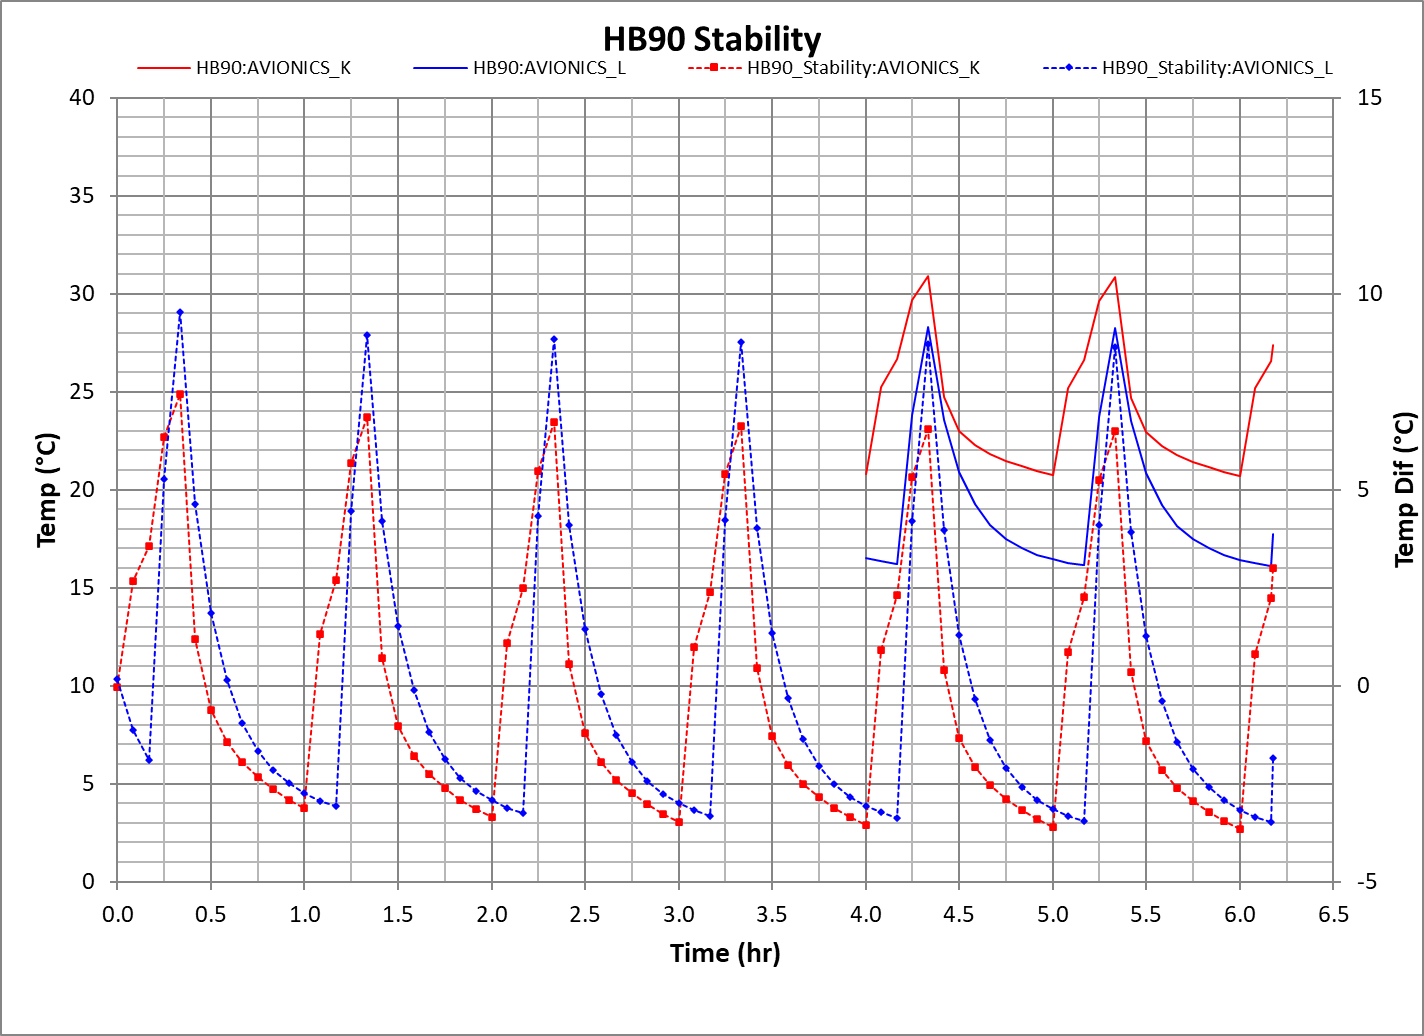 HB90 Stability
HB90:AVIONICS_K HB90:AVIONICS_L HB90_Stability:AVIONICS_K HB90_Stability:AVIONICS_L
40 15
35
30 10
25
20 5
15
10 0
5
0 -5
Temp (°C)
Temp Dif (°C)
0.0 0.5 1.0 1.5 2.0 2.5 3.0 3.5 4.0 4.5 5.0 5.5 6.0 6.5
Time (hr)